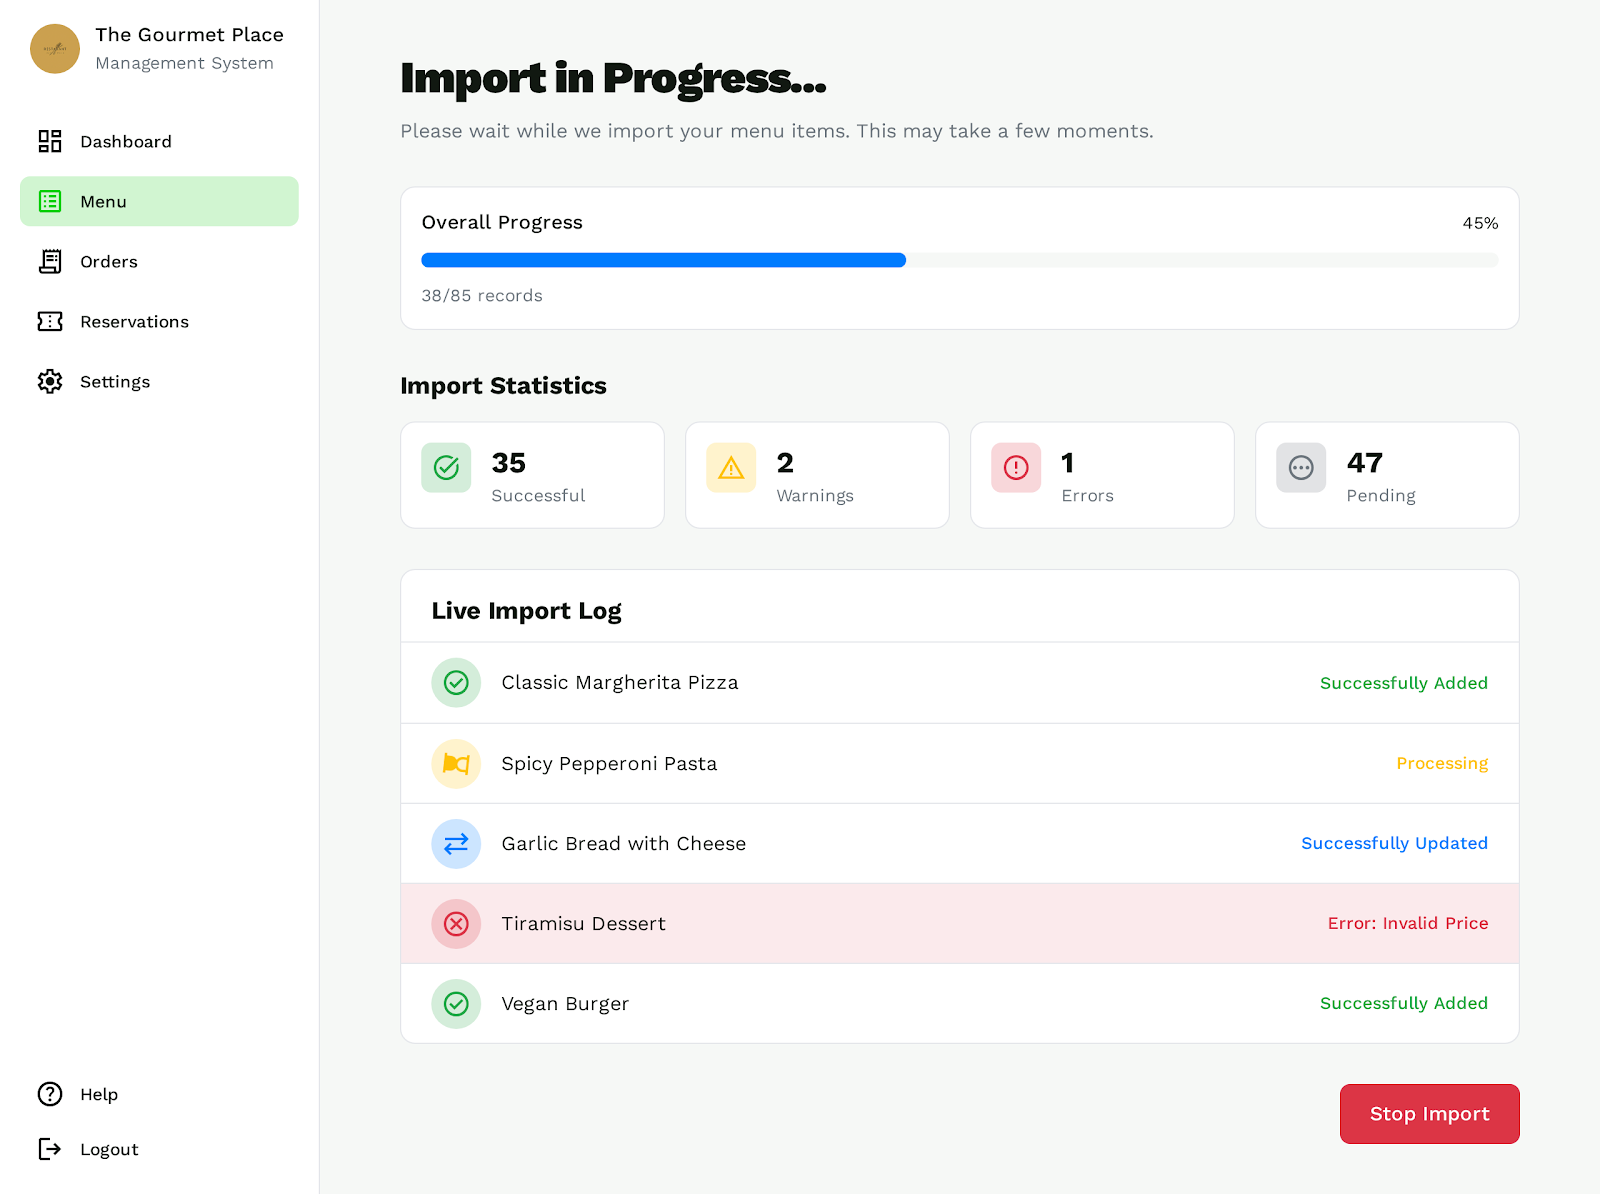 The Gourmet Place
Management System
Dashboard
Menu
Orders
Reservations
Settings
Help
Logout
Import in Progress...
Please wait while we import your menu items. This may take a few moments.
Overall Progress
45%
38/85 records
Import Statistics
35
Successful
2
Warnings
1
Errors
47
Pending
Live Import Log
Classic Margherita Pizza
Successfully Added
Spicy Pepperoni Pasta
Processing
Garlic Bread with Cheese
Successfully Updated
Tiramisu Dessert
Error: Invalid Price
Vegan Burger
Successfully Added
Stop Import